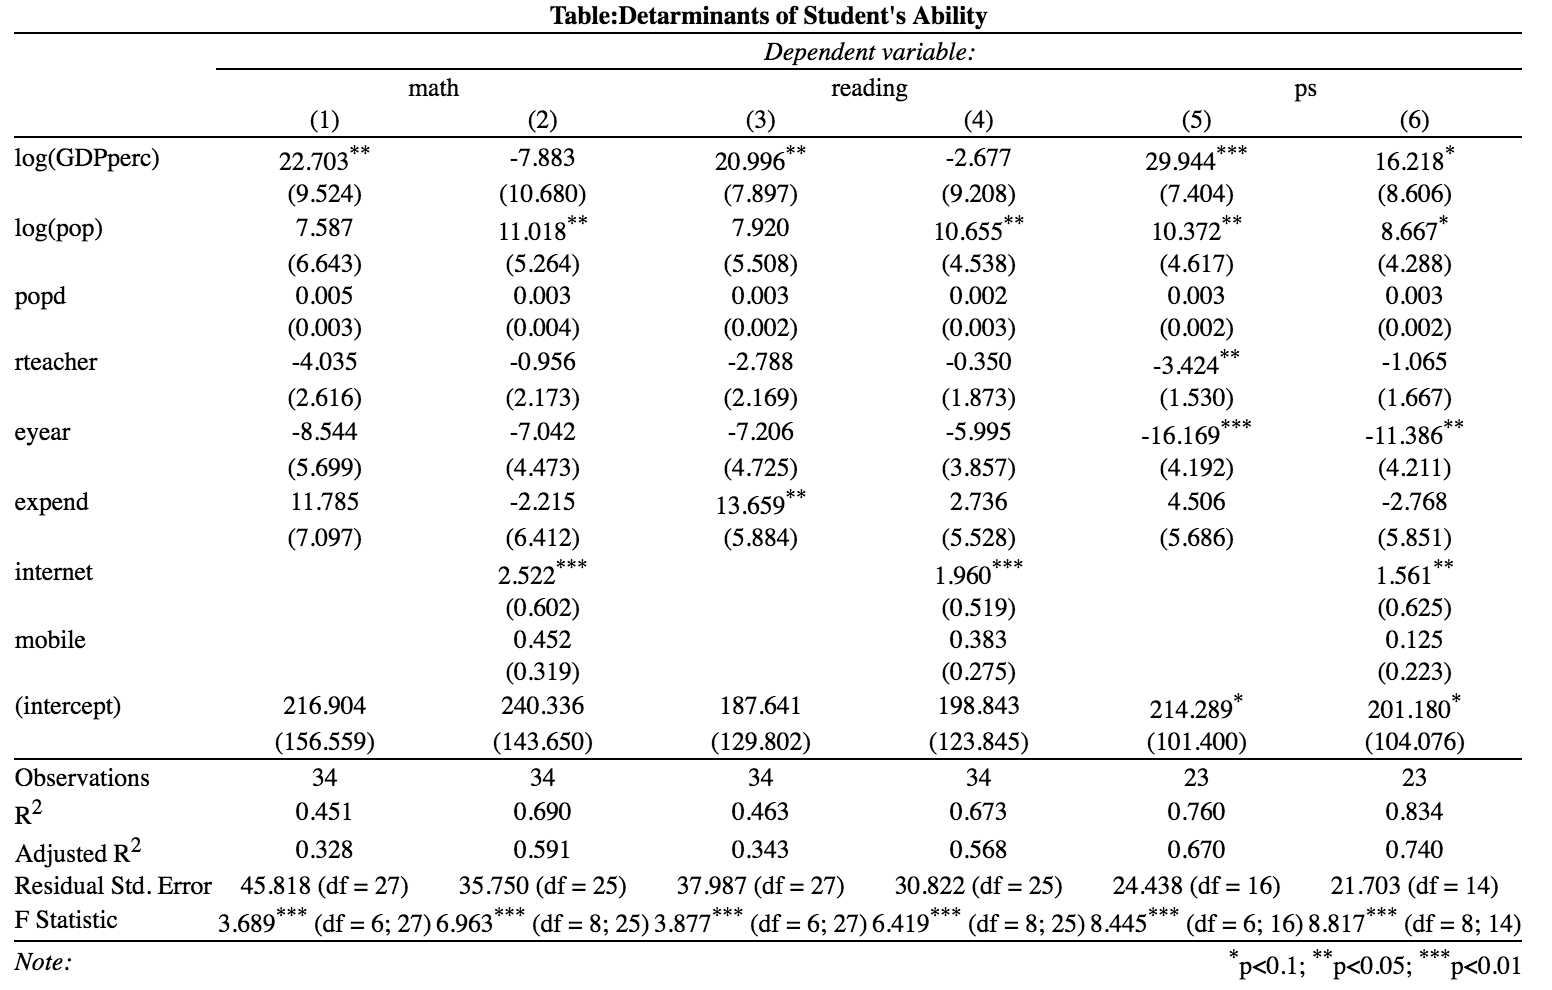 Table:Detarminants of Student's Ability
Dependent variable:
math reading ps
(1) (2) (3) (4) (5) (6)
log(GDPperc) 22.703** -7.883 20.996** -2.677 29.944*** 16.218*
(9.524) (10.680) (7.897) (9.208) (7.404) (8.606)
log(pop) 7.587 11.018** 7.920 10.655** 10.372** 8.667*
(6.643) (5.264) (5.508) (4.538) (4.617) (4.288)
popd 0.005 0.003 0.003 0.002 0.003 0.003
(0.003) (0.004) (0.002) (0.003) (0.002) (0.002)
rteacher -4.035 -0.956 -2.788 -0.350 -3.424** -1.065
(2.616) (2.173) (2.169) (1.873) (1.530) (1.667)
eyear -8.544 -7.042 -7.206 -5.995 -16.169*** -11.386**
(5.699) (4.473) (4.725) (3.857) (4.192) (4.211)
expend 11.785 -2.215 13.659** 2.736 4.506 -2.768
(7.097) (6.412) (5.884) (5.528) (5.686) (5.851)
internet 2.522*** 1.960*** 1.561**
(0.602) (0.519) (0.625)
mobile 0.452 0.383 0.125
(0.319) (0.275) (0.223)
(intercept) 216.904 240.336 187.641 198.843 214.289* 201.180*
(156.559) (143.650) (129.802) (123.845) (101.400) (104.076)
Observations 34 34 34 34 23 23
R2 0.451 0.690 0.463 0.673 0.760 0.834
Adjusted R2 0.328 0.591 0.343 0.568 0.670 0.740
Residual Std. Error 45.818 (df = 27) 35.750 (df = 25) 37.987 (df = 27) 30.822 (df = 25) 24.438 (df = 16) 21.703 (df = 14)
F Statistic 3.689*** (df = 6; 27) 6.963*** (df = 8; 25) 3.877*** (df = 6; 27) 6.419*** (df = 8; 25) 8.445*** (df = 6; 16) 8.817*** (df = 8; 14)
Note: *p<0.1; **p<0.05; ***p<0.01